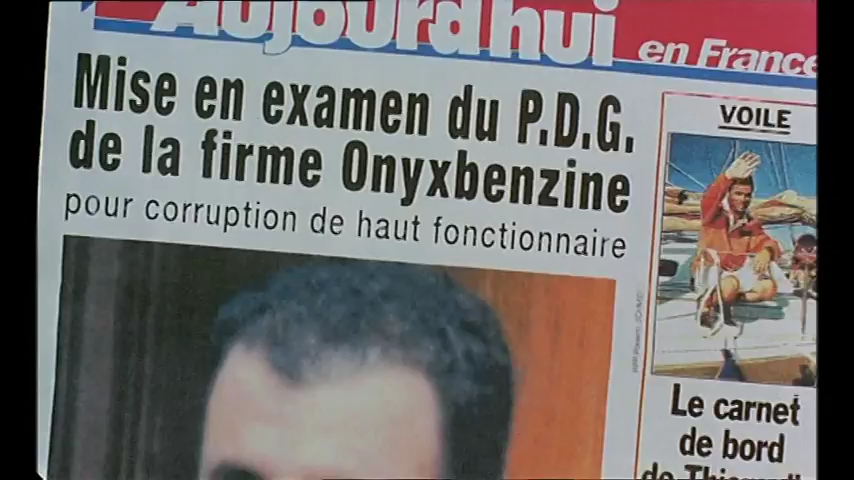 Aujourd'hui
en France
Mise en examen du P.D.G.
de la firme Onyxbenzine
pour corruption de haut fonctionnaire
VOILE
Le carnet
de bord
de